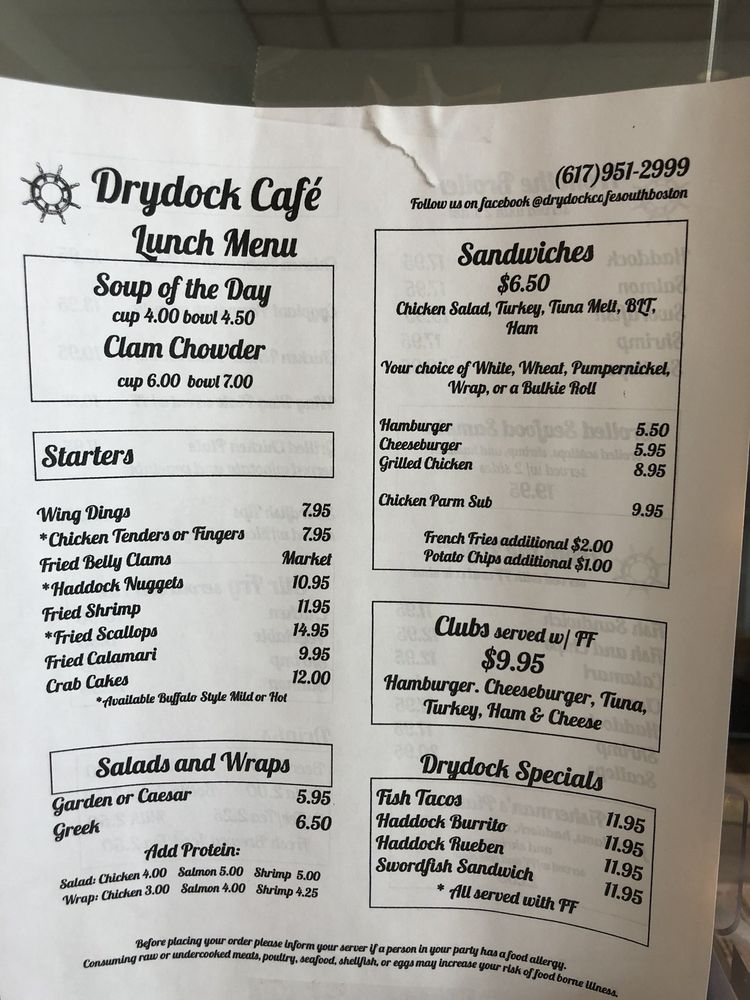 Drydock Café
Lunch Menu
Soup of the Day
cup 4.00 bowl 4.50
Clam Chowder
cup 6.00 bowl 7.00
Starters
Wing Dings 7.95
*Chicken Tenders or Fingers 7.95
Fried Belly Clams Market
*Haddock Nuggets 10.95
Fried Shrimp 11.95
*Fried Scallops 14.95
Fried Calamari 9.95
Crab Cakes 12.00
*Available Buffalo Style Mild or Hot
Salads and Wraps
Garden or Caesar 5.95
Greek 6.50
Add Protein:
Salad: Chicken 4.00 Salmon 5.00 Shrimp 5.00
Wrap: Chicken 3.00 Salmon 4.00 Shrimp 4.25
(617)951-2999
Follow us on facebook @drydockcafesouthboston
Sandwiches
$6.50
Chicken Salad, Turkey, Tuna Melt, BLT,
Ham
Your choice of White, Wheat, Pumpernickel,
Wrap, or a Bulkie Roll
Hamburger 5.50
Cheeseburger 5.95
Grilled Chicken 8.95
Chicken Parm Sub 9.95
French Fries additional $2.00
Potato Chips additional $1.00
Clubs served w/ FF
$9.95
Hamburger. Cheeseburger, Tuna,
Turkey, Ham & Cheese
Drydock Specials
Fish Tacos 11.95
Haddock Burrito 11.95
Haddock Rueben 11.95
Swordfish Sandwich 11.95
* All served with FF
Before placing your order please inform your server if a person in your party has a food allergy.
Consuming raw or undercooked meats, poultry, seafood, shellfish, or eggs may increase your risk of food borne illness.